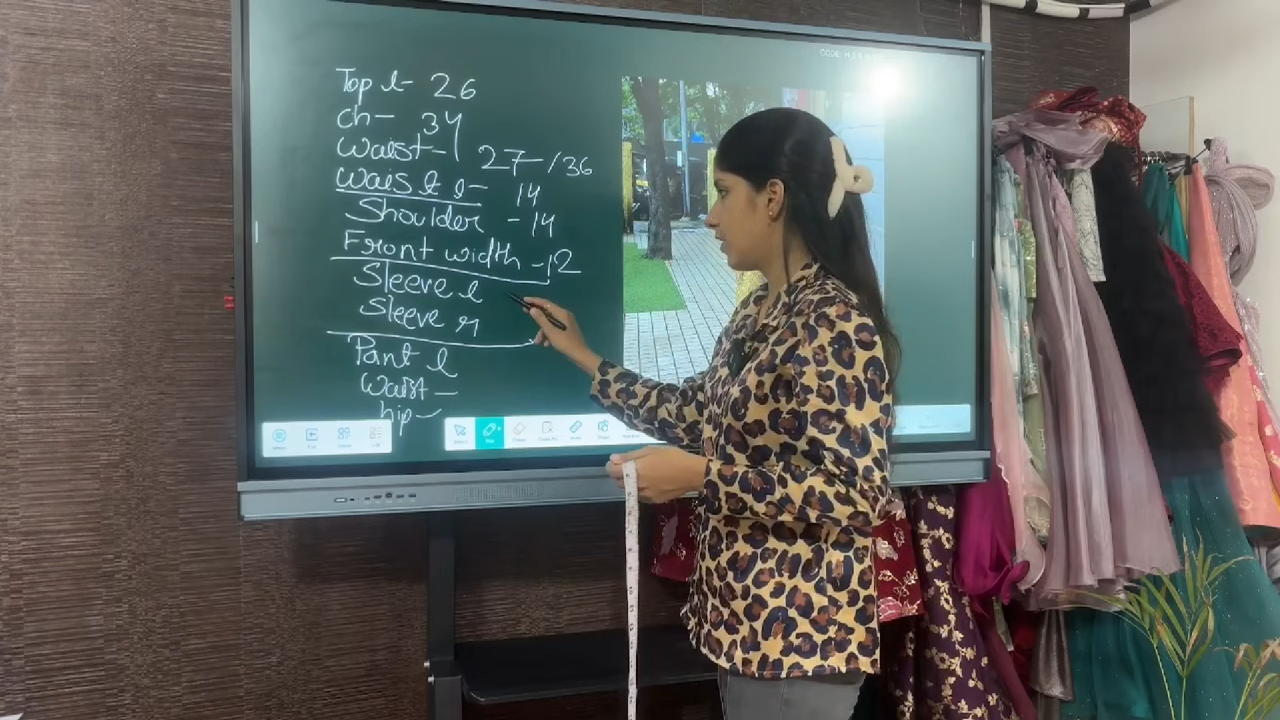 Top l- 26
ch- 34
Waist- 27-/36
Waist l- 14
Shoulder - 14
Front width -12
Sleeve l
Sleeve r
Pant l
Waist -
hip -